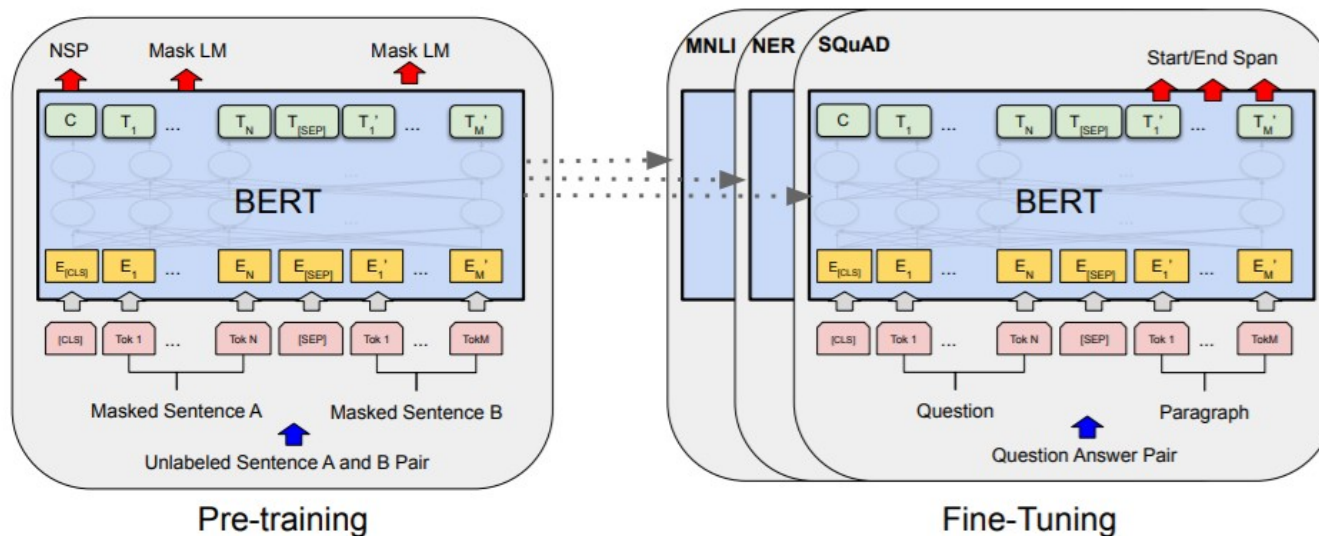 NSP Mask LM Mask LM
C T1 ... TN T[SEP] T1' ... TM'
...
BERT
...
E[CLS] E1 ... EN E[SEP] E1' ... EM'
[CLS] Tok 1 ... Tok N [SEP] Tok 1 ... TokM
Masked Sentence A Masked Sentence B
Unlabeled Sentence A and B Pair
Pre-training
MNLI NER SQuAD
Start/End Span
C T1 ... TN T[SEP] T1' ... TM'
...
BERT
...
E[CLS] E1 ... EN E[SEP] E1' ... EM'
[CLS] Tok 1 ... Tok N [SEP] Tok 1 ... TokM
Question Paragraph
Question Answer Pair
Fine-Tuning